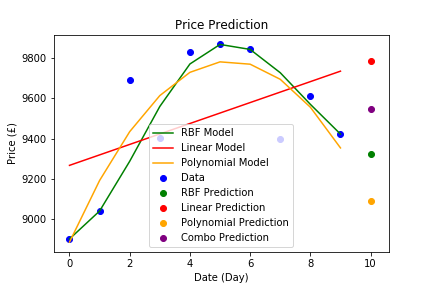 Price Prediction
Price (£)
9800
9600
9400
9200
9000
RBF Model
Linear Model
Polynomial Model
Data
RBF Prediction
Linear Prediction
Polynomial Prediction
Combo Prediction
0
2
4
6
8
10
Date (Day)